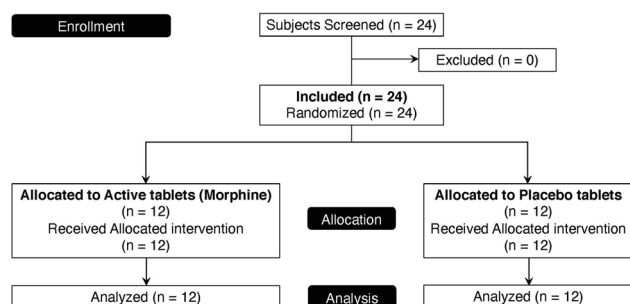 Enrollment
Subjects Screened (n = 24)
Excluded (n = 0)
Included (n = 24)
Randomized (n = 24)
Allocated to Active tablets (Morphine)
(n = 12)
Received Allocated intervention
(n = 12)
Allocation
Allocated to Placebo tablets
(n = 12)
Received Allocated intervention
(n = 12)
Analyzed (n = 12)
Analysis
Analyzed (n = 12)